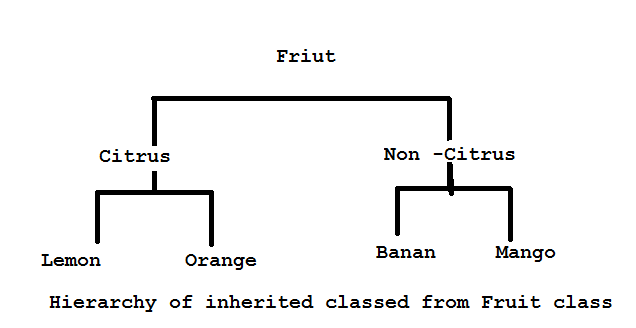 Friut
Citrus
Non -Citrus
Lemon
Orange
Banan
Mango
Hierarchy of inherited classed from Fruit class